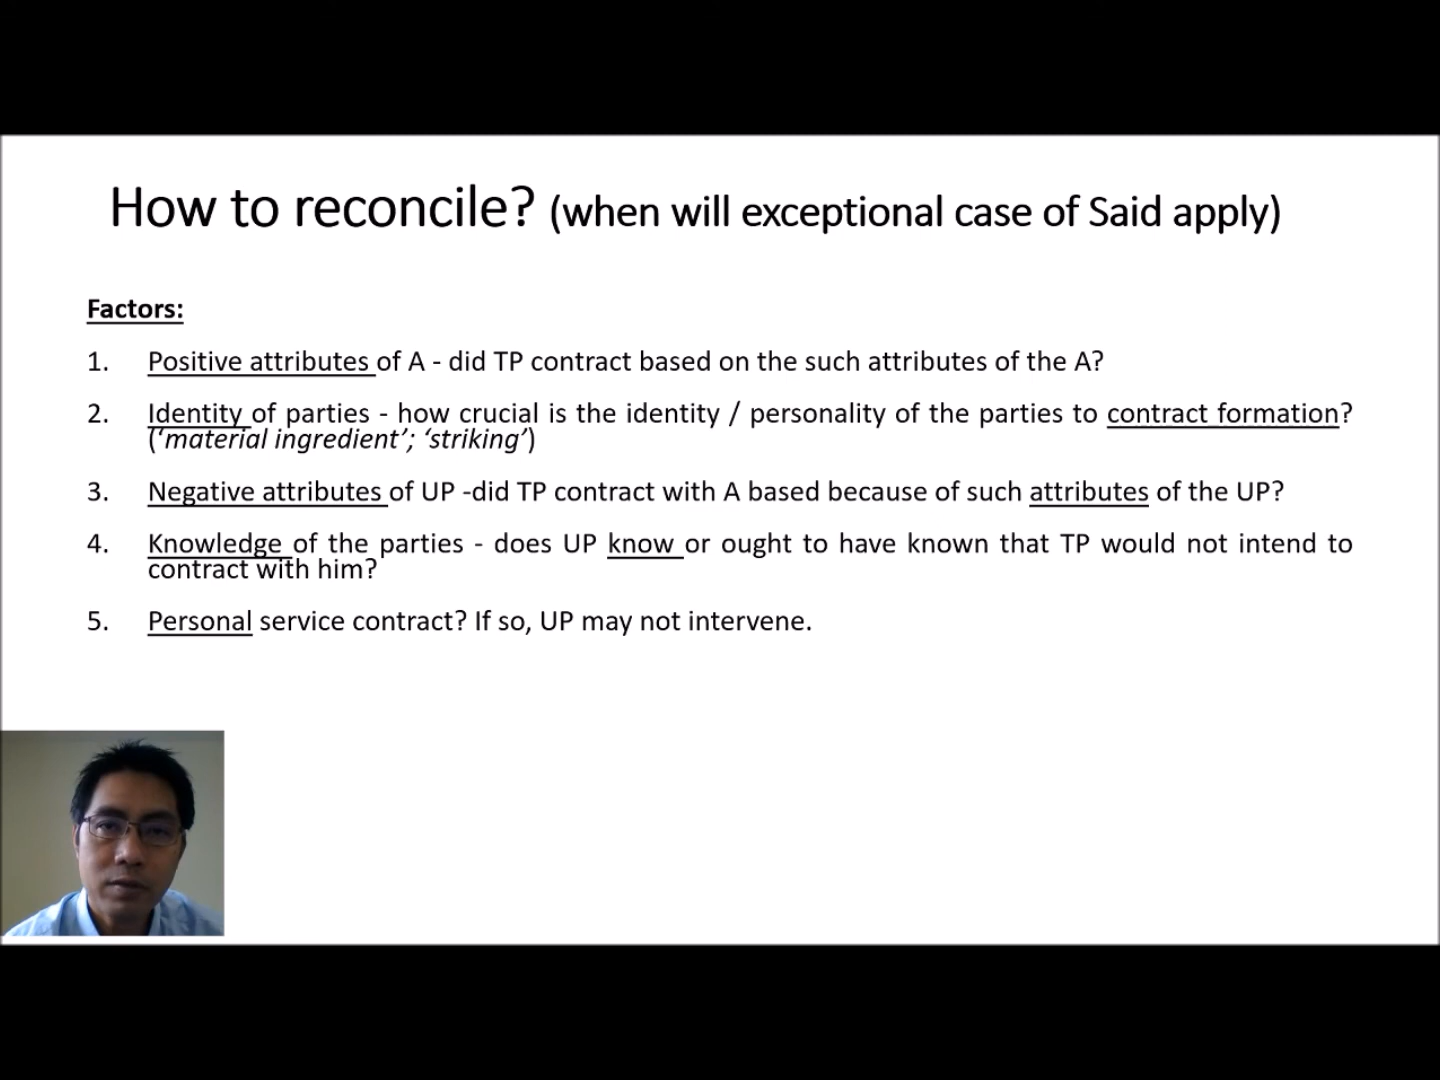 How to reconcile? (when will exceptional case of Said apply)
Factors:
1. Positive attributes of A - did TP contract based on the such attributes of the A?
2. Identity of parties - how crucial is the identity / personality of the parties to contract formation?
(‘material ingredient’; ‘striking’)
3. Negative attributes of UP -did TP contract with A based because of such attributes of the UP?
4. Knowledge of the parties - does UP know or ought to have known that TP would not intend to
contract with him?
5. Personal service contract? If so, UP may not intervene.